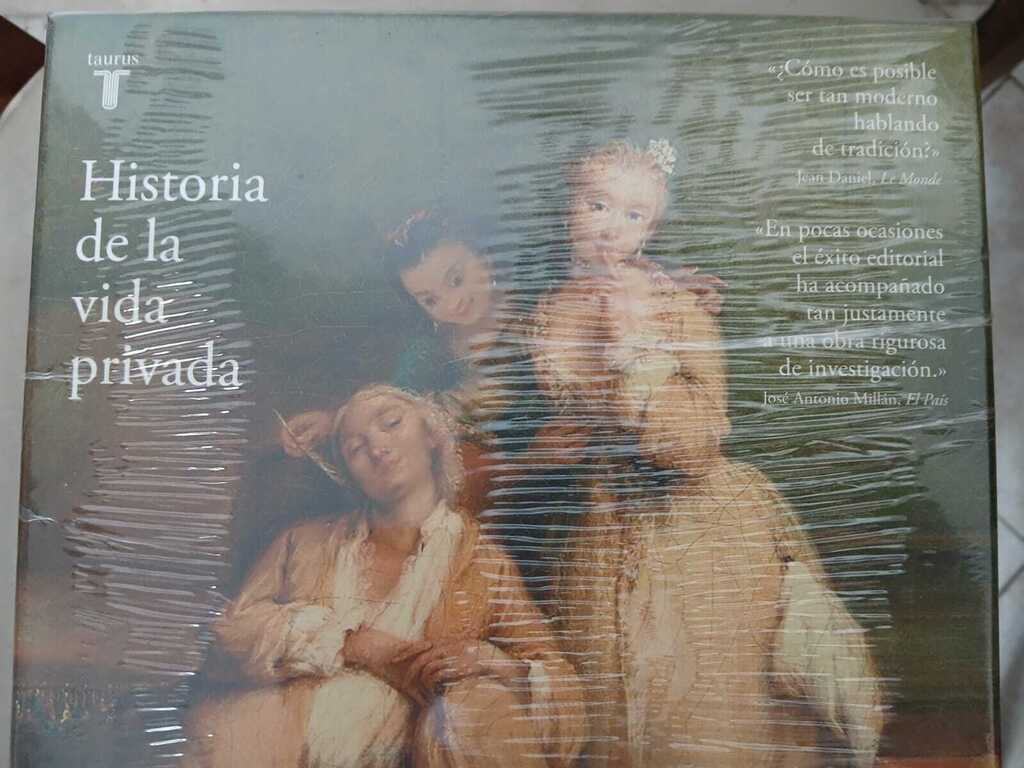 taurus
Historia
de la
vida
privada
«¿Cómo es posible
ser tan moderno
hablando
de tradición?»
Jean Daniel, Le Monde
«En pocas ocasiones
el éxito editorial
ha acompañado
tan justamente
a una obra rigurosa
de investigación.»
José Antonio Millán, El País